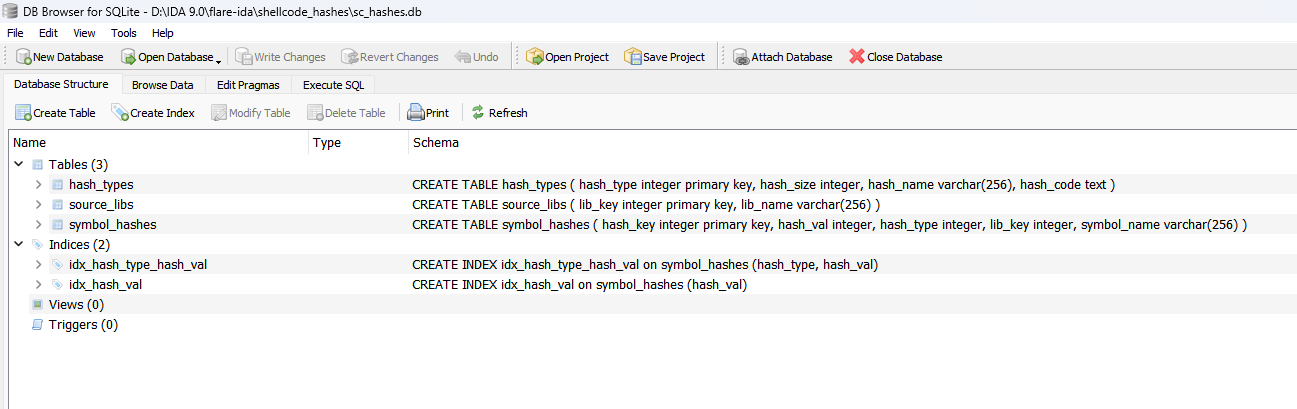 DB Browser for SQLite - D:\IDA 9.0\flare-ida\shellcode_hashes\sc_hashes.db
File Edit View Tools Help
New Database Open Database Write Changes Revert Changes Undo Open Project Save Project Attach Database Close Database
Database Structure Browse Data Edit Pragmas Execute SQL
Create Table Create Index Modify Table Delete Table Print Refresh
Name Type Schema
Tables (3)
hash_types CREATE TABLE hash_types ( hash_type integer primary key, hash_size integer, hash_name varchar(256), hash_code text )
source_libs CREATE TABLE source_libs ( lib_key integer primary key, lib_name varchar(256) )
symbol_hashes CREATE TABLE symbol_hashes ( hash_key integer primary key, hash_val integer, hash_type integer, lib_key integer, symbol_name varchar(256) )
Indices (2)
idx_hash_type_hash_val CREATE INDEX idx_hash_type_hash_val on symbol_hashes (hash_type, hash_val)
idx_hash_val CREATE INDEX idx_hash_val on symbol_hashes (hash_val)
Views (0)
Triggers (0)